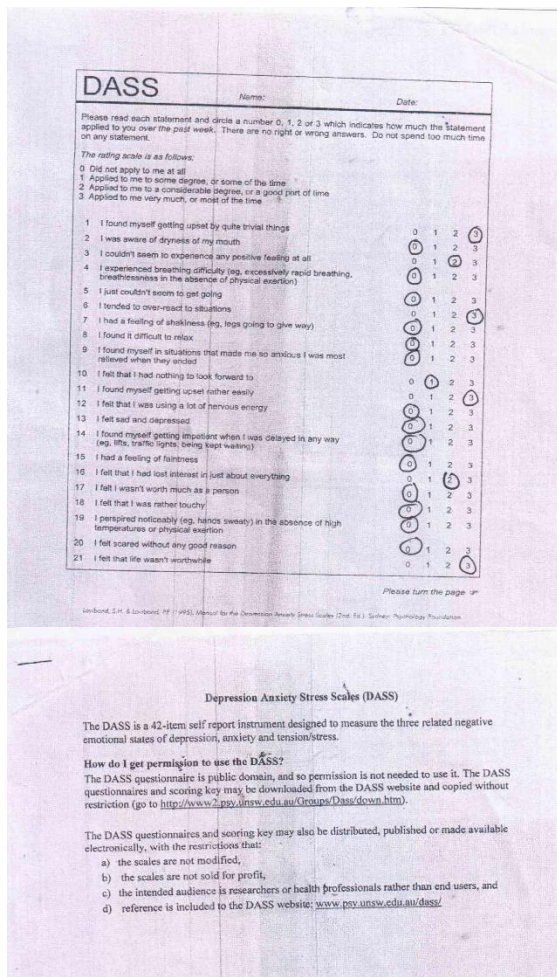 DASS
Name:
Date:
Please read each statement and circle a number 0, 1, 2 or 3 which indicates how much the statement
applied to you over the past week. There are no right or wrong answers. Do not spend too much time
on any statement.
The rating scale is as follows:
0 Did not apply to me at all
1 Applied to me to some degree, or some of the time
2 Applied to me to a considerable degree, or a good part of time
3 Applied to me very much, or most of the time
1 I found myself getting upset by quite trivial things 0 1 2 3
2 I was aware of dryness of my mouth 0 1 2 3
3 I couldn't seem to experience any positive feeling at all 0 1 2 3
4 I experienced breathing difficulty (eg, excessively rapid breathing,
breathlessness in the absence of physical exertion) 0 1 2 3
5 I just couldn't seem to get going 0 1 2 3
6 I tended to over-react to situations 0 1 2 3
7 I had a feeling of shakiness (eg, legs going to give way) 0 1 2 3
8 I found it difficult to relax 0 1 2 3
9 I found myself in situations that made me so anxious I was most
relieved when they ended 0 1 2 3
10 I felt that I had nothing to look forward to 0 1 2 3
11 I found myself getting upset rather easily 0 1 2 3
12 I felt that I was using a lot of nervous energy 0 1 2 3
13 I felt sad and depressed 0 1 2 3
14 I found myself getting impatient when I was delayed in any way
(eg, lifts, traffic lights, being kept waiting) 0 1 2 3
15 I had a feeling of faintness 0 1 2 3
16 I felt that I had lost interest in just about everything 0 1 2 3
17 I felt I wasn't worth much as a person 0 1 2 3
18 I felt that I was rather touchy 0 1 2 3
19 I perspired noticeably (eg, hands sweaty) in the absence of high
temperatures or physical exertion 0 1 2 3
20 I felt scared without any good reason 0 1 2 3
21 I felt that life wasn't worthwhile 0 1 2 3
Please turn the page ☞
Lovibond, S.H. & Lovibond, P.F. (1995). Manual for the Depression Anxiety Stress Scales (2nd. Ed.). Sydney: Psychology Foundation
Depression Anxiety Stress Scales (DASS)
The DASS is a 42-item self report instrument designed to measure the three related negative
emotional states of depression, anxiety and tension/stress.
How do I get permission to use the DASS?
The DASS questionnaire is public domain, and so permission is not needed to use it. The DASS
questionnaires and scoring key may be downloaded from the DASS website and copied without
restriction (go to http://www2.psy.unsw.edu.au/Groups/Dass/down.htm).
The DASS questionnaires and scoring key may also be distributed, published or made available
electronically, with the restrictions that:
a) the scales are not modified,
b) the scales are not sold for profit,
c) the intended audience is researchers or health professionals rather than end users, and
d) reference is included to the DASS website: www.psy.unsw.edu.au/dass/